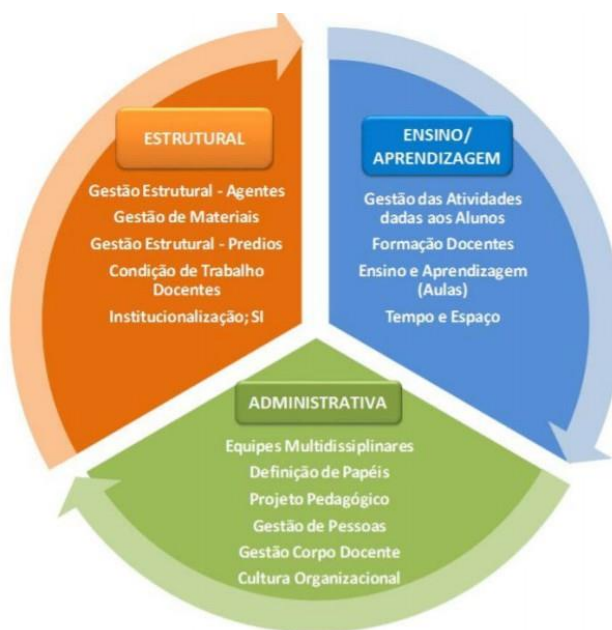 ESTRUTURAL
Gestão Estrutural - Agentes
Gestão de Materiais
Gestão Estrutural - Predios
Condição de Trabalho
Docentes
Institucionalização; SI
ENSINO/
APRENDIZAGEM
Gestão das Atividades
dadas aos Alunos
Formação Docentes
Ensino e Aprendizagem
(Aulas)
Tempo e Espaço
ADMINISTRATIVA
Equipes Multidissiplinares
Definição de Papéis
Projeto Pedagógico
Gestão de Pessoas
Gestão Corpo Docente
Cultura Organizacional